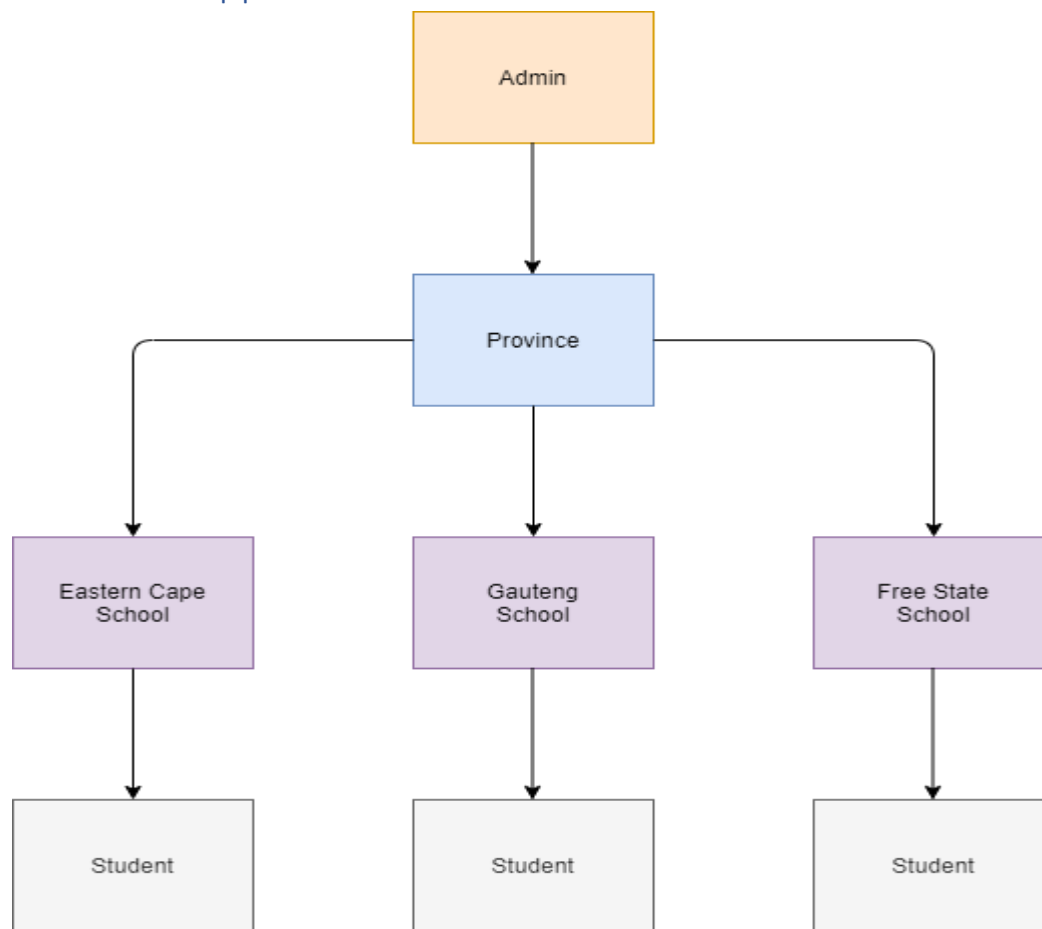 Admin
Province
Eastern Cape
School
Gauteng
School
Free State
School
Student
Student
Student